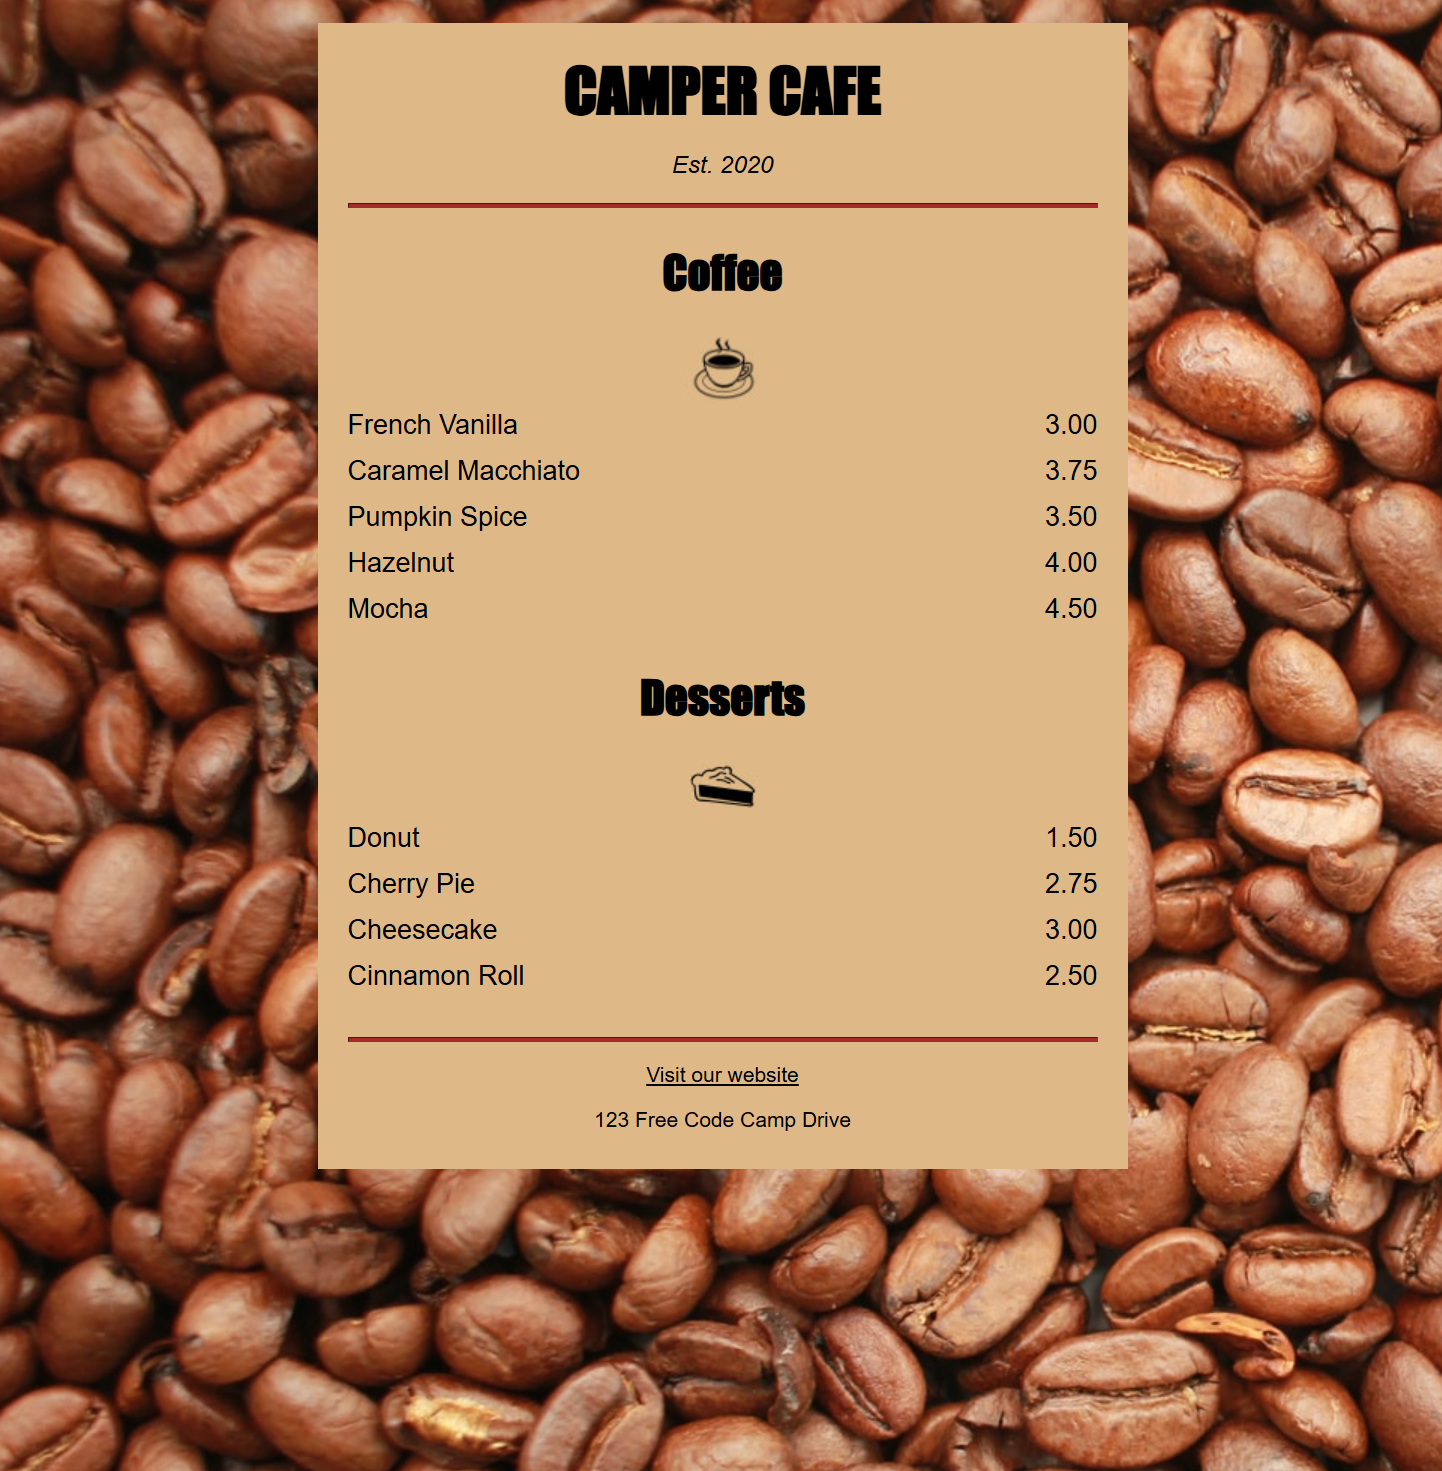 CAMPER CAFE
Est. 2020
Coffee
French Vanilla 3.00
Caramel Macchiato 3.75
Pumpkin Spice 3.50
Hazelnut 4.00
Mocha 4.50
Desserts
Donut 1.50
Cherry Pie 2.75
Cheesecake 3.00
Cinnamon Roll 2.50
Visit our website
123 Free Code Camp Drive